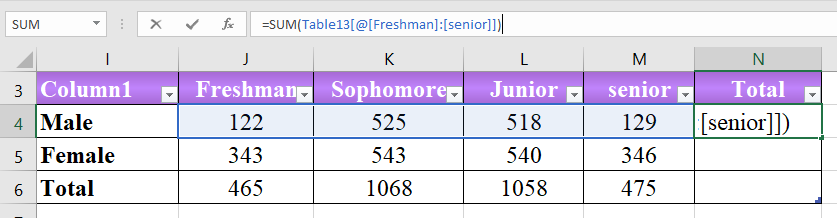 SUM =SUM(Table13[@[Freshman]:[senior]])
I J K L M N
3 Column1 Freshman Sophomore Junior senior Total
4 Male 122 525 518 129 :[senior]])
5 Female 343 543 540 346
6 Total 465 1068 1058 475